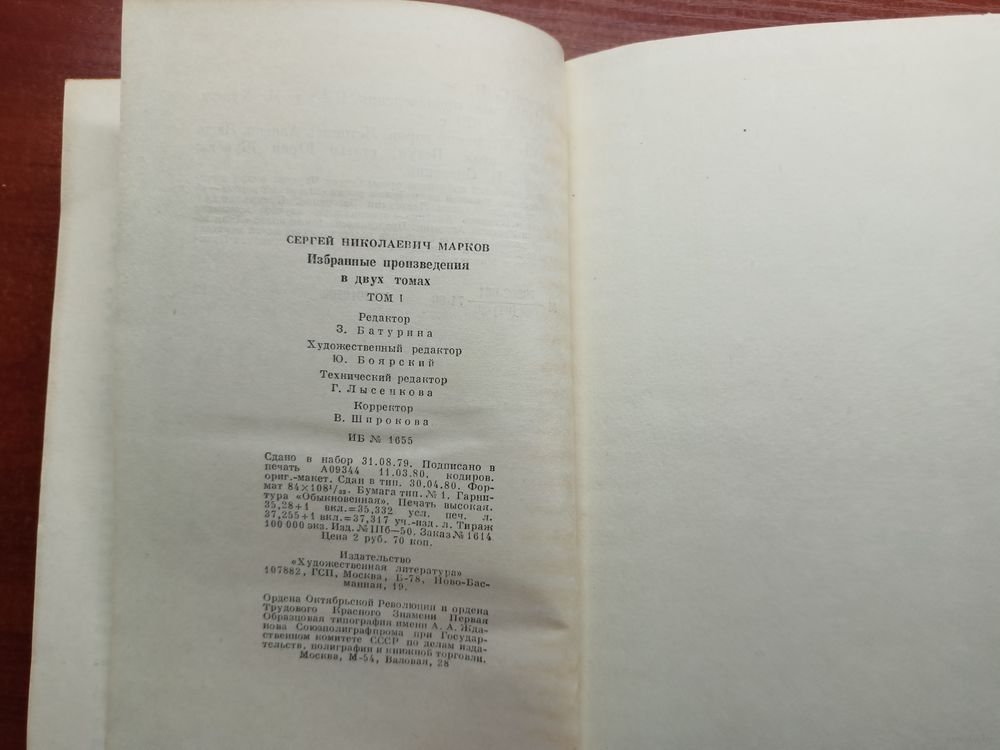 СЕРГЕЙ НИКОЛАЕВИЧ МАРКОВ
Избранные произведения
в двух томах
ТОМ I
Редактор
З. Батурина
Художественный редактор
Ю. Боярский
Технический редактор
Г. Лысенкова
Корректор
В. Широкова
ИБ № 1655
Сдано в набор 31.08.79. Подписано в
печать А09344 11.03.80. кодиров.
ориг.-макет. Сдан в тип. 30.04.80. Фор-
мат 84×108¹/₃₂. Бумага тип. № 1. Гарни-
тура «Обыкновенная». Печать высокая.
35,28+1 вкл.=35,332 усл. печ. л.
37,255+1 вкл.=37,317 уч.-изд. л. Тираж
100 000 экз. Изд. № IIIб—50. Заказ № 1614
Цена 2 руб. 70 коп.
Издательство
«Художественная литература»
107882, ГСП, Москва, Б-78, Ново-Бас-
манная, 19.
Ордена Октябрьской Революции и ордена
Трудового Красного Знамени Первая
Образцовая типография имени А. А. Жда-
нова Союзполиграфпрома при Государ-
ственном комитете СССР по делам изда-
тельств, полиграфии и книжной торговли.
Москва, М-54, Валовая, 28